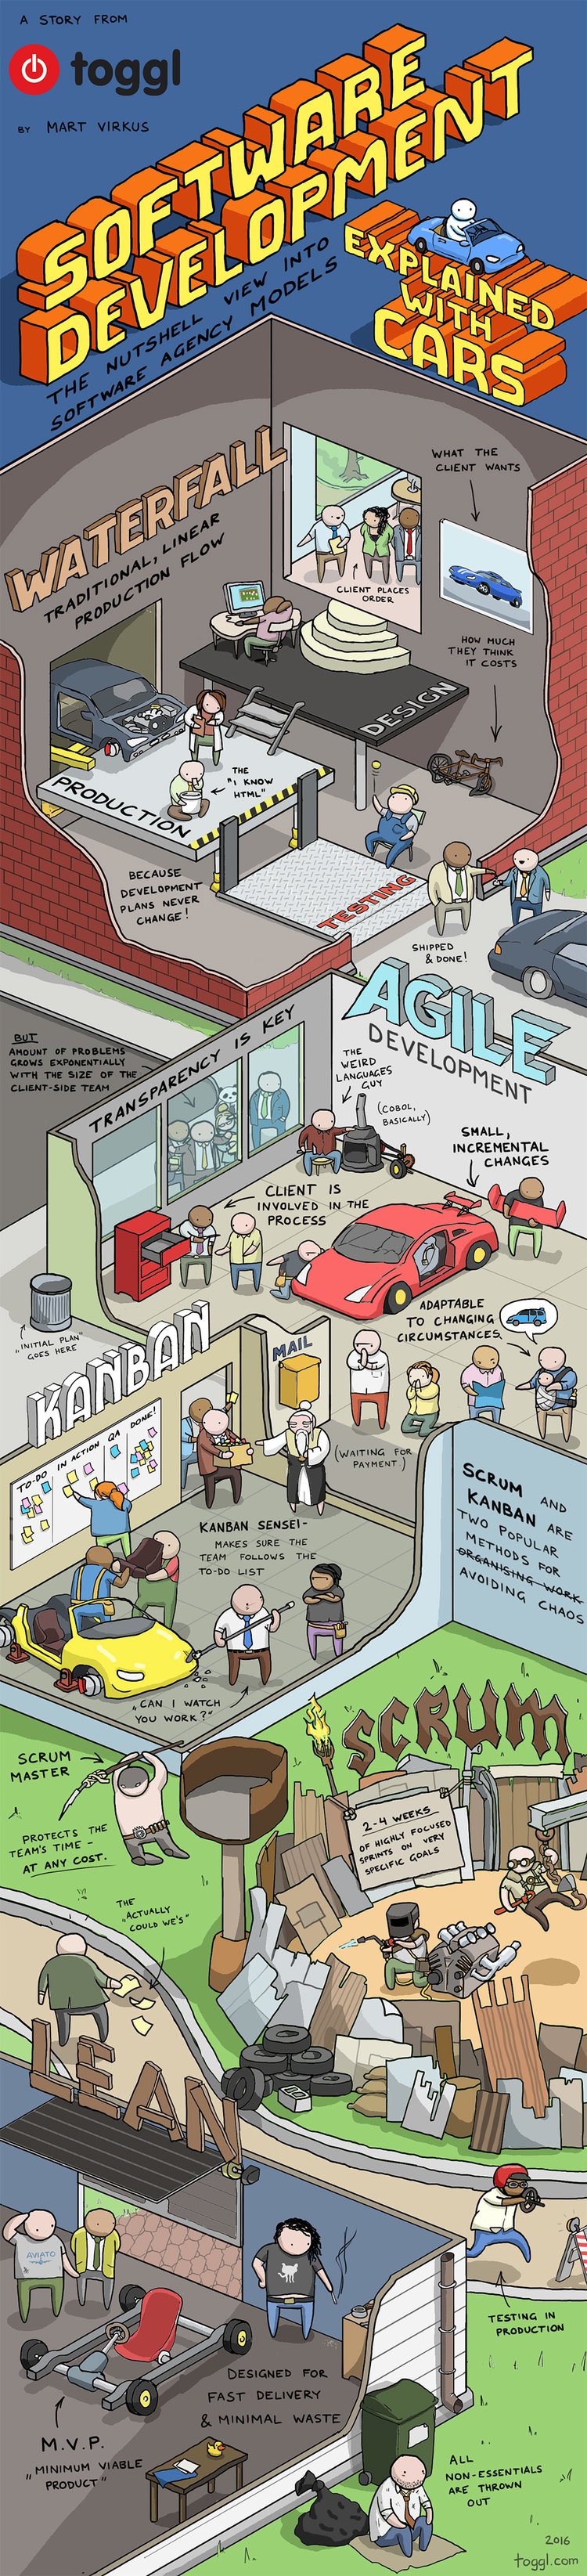 A STORY FROM
toggl
BY MART VIRKUS
SOFTWARE
DEVELOPMENT
EXPLAINED
WITH
CARS
THE NUTSHELL VIEW INTO
SOFTWARE AGENCY MODELS
WATERFALL
TRADITIONAL, LINEAR
PRODUCTION FLOW
WHAT THE
CLIENT WANTS
CLIENT PLACES
ORDER
HOW MUCH
THEY THINK
IT COSTS
DESIGN
THE
"I KNOW
HTML"
PRODUCTION
BECAUSE
DEVELOPMENT
PLANS NEVER
CHANGE!
TESTING
SHIPPED
& DONE!
AGILE
DEVELOPMENT
BUT
AMOUNT OF PROBLEMS
GROWS EXPONENTIALLY
WITH THE SIZE OF THE
CLIENT-SIDE TEAM
TRANSPARENCY IS KEY
THE
WEIRD
LANGUAGES
GUY
(COBOL,
BASICALLY)
SMALL,
INCREMENTAL
CHANGES
CLIENT IS
INVOLVED IN THE
PROCESS
„INITIAL PLAN"
GOES HERE
ADAPTABLE
TO CHANGING
CIRCUMSTANCES
KANBAN
MAIL
TO-DO
IN ACTION
QA
DONE!
(WAITING FOR
PAYMENT.)
KANBAN SENSEI-
MAKES SURE THE
TEAM FOLLOWS THE
TO-DO LIST
SCRUM AND
KANBAN ARE
TWO POPULAR
METHODS FOR
ORGANISING WORK
AVOIDING CHAOS
„CAN I WATCH
YOU WORK?"
SCRUM
SCRUM
MASTER
PROTECTS THE
TEAM'S TIME -
AT ANY COST.
2-4 WEEKS
OF HIGHLY FOCUSED
SPRINTS ON VERY
SPECIFIC GOALS
THE
„ACTUALLY
COULD WE'S"
LEAN
AVIATO
TESTING IN
PRODUCTION
DESIGNED FOR
FAST DELIVERY
& MINIMAL WASTE
M.V.P.
„MINIMUM VIABLE
PRODUCT"
ALL
NON-ESSENTIALS
ARE THROWN
OUT
2016
toggl.com